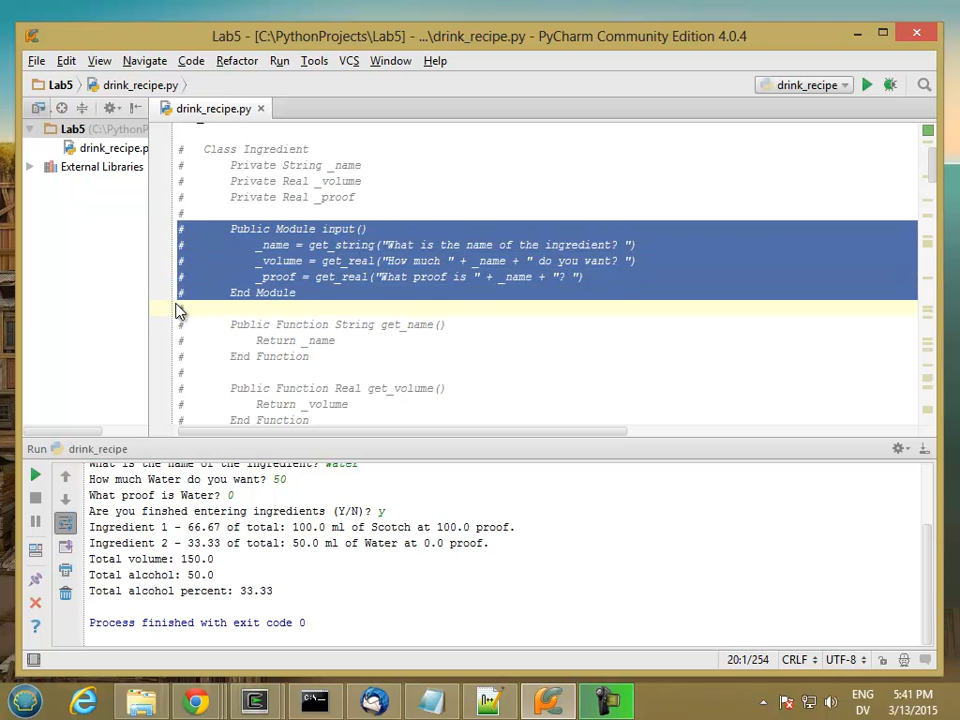 Lab5 - [C:\PythonProjects\Lab5] - ...\drink_recipe.py - PyCharm Community Edition 4.0.4
File Edit View Navigate Code Refactor Run Tools VCS Window Help
Lab5 drink_recipe.py drink_recipe
drink_recipe.py
Lab5 (C:\PythonP
drink_recipe.p
External Libraries
# Class Ingredient
# Private String _name
# Private Real _volume
# Private Real _proof
#
# Public Module input()
# _name = get_string("What is the name of the ingredient? ")
# _volume = get_real("How much " + _name + " do you want? ")
# _proof = get_real("What proof is " + _name + "? ")
# End Module
#
# Public Function String get_name()
# Return _name
# End Function
#
# Public Function Real get_volume()
# Return _volume
# End Function
Run drink_recipe
What is the name of the ingredient? Water
How much Water do you want? 50
What proof is Water? 0
Are you finshed entering ingredients (Y/N)? y
Ingredient 1 - 66.67 of total: 100.0 ml of Scotch at 100.0 proof.
Ingredient 2 - 33.33 of total: 50.0 ml of Water at 0.0 proof.
Total volume: 150.0
Total alcohol: 50.0
Total alcohol percent: 33.33
Process finished with exit code 0
20:1/254 CRLF UTF-8
ENG 5:41 PM
DV 3/13/2015